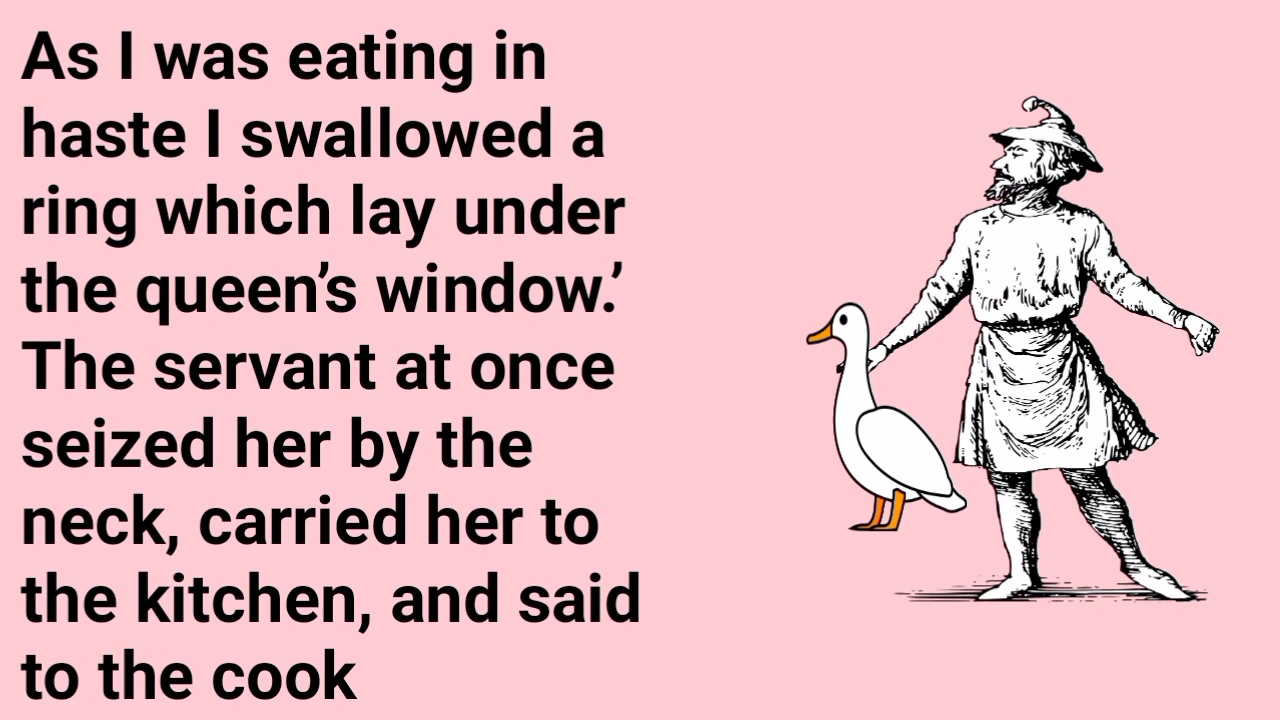 As I was eating in
haste I swallowed a
ring which lay under
the queen’s window.’
The servant at once
seized her by the
neck, carried her to
the kitchen, and said
to the cook